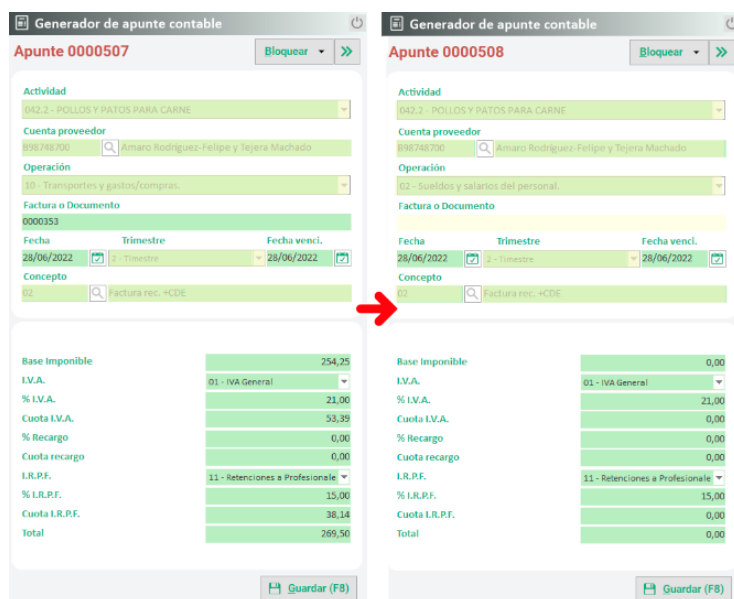 Generador de apunte contable
Apunte 0000507
Bloquear
Actividad
042.2 - POLLOS Y PATOS PARA CARNE
Cuenta proveedor
B98748700 Amaro Rodríguez-Felipe y Tejera Machado
Operación
10 - Transportes y gastos/compras.
Factura o Documento
0000353
Fecha Trimestre Fecha venci.
28/06/2022 2 - Timestre 28/06/2022
Concepto
02 Factura rec. +CDE
Base Imponible 254,25
I.V.A. 01 - IVA General
% I.V.A. 21,00
Cuota I.V.A. 53,39
% Recargo 0,00
Cuota recargo 0,00
I.R.P.F. 11 - Retenciones a Profesionale
% I.R.P.F. 15,00
Cuota I.R.P.F. 38,14
Total 269,50
Guardar (F8)
Generador de apunte contable
Apunte 0000508
Bloquear
Actividad
042.2 - POLLOS Y PATOS PARA CARNE
Cuenta proveedor
B98748700 Amaro Rodríguez-Felipe y Tejera Machado
Operación
02 - Sueldos y salarios del personal.
Factura o Documento
Fecha Trimestre Fecha venci.
28/06/2022 2 - Timestre 28/06/2022
Concepto
02 Factura rec. +CDE
Base Imponible 0,00
I.V.A. 01 - IVA General
% I.V.A. 21,00
Cuota I.V.A. 0,00
% Recargo 0,00
Cuota recargo 0,00
I.R.P.F. 11 - Retenciones a Profesionale
% I.R.P.F. 15,00
Cuota I.R.P.F. 0,00
Total 0,00
Guardar (F8)